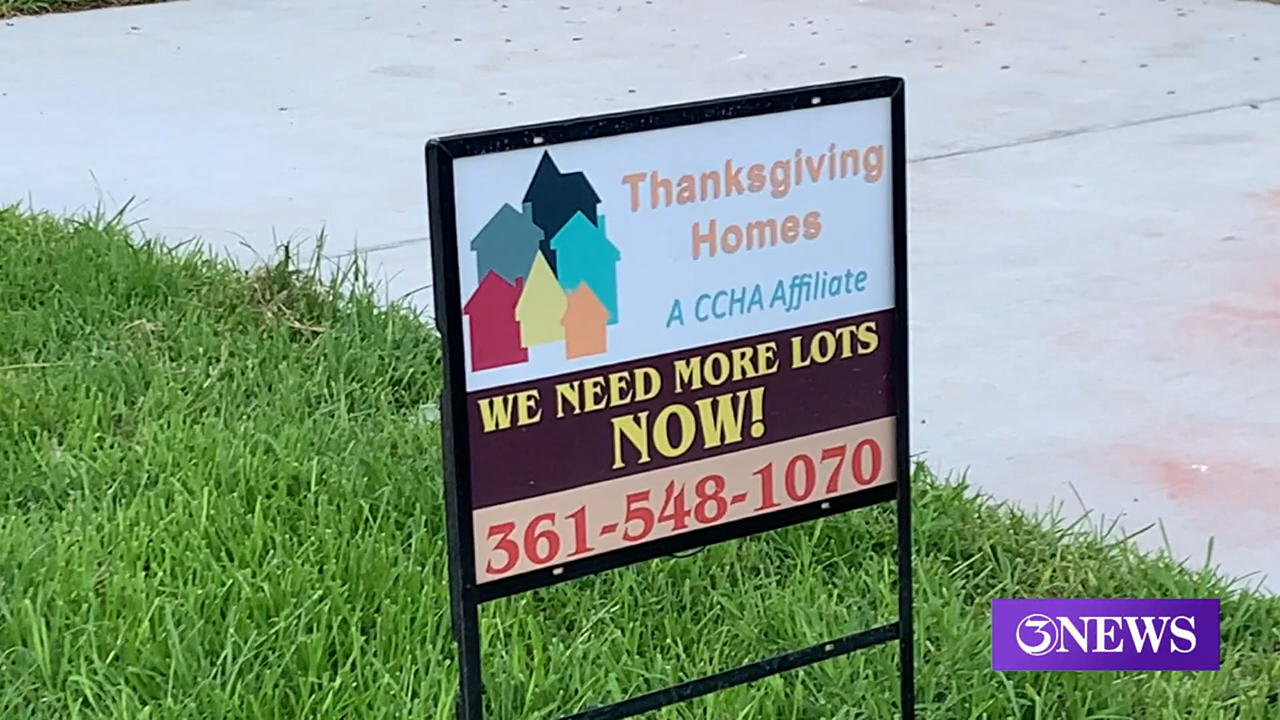 Thanksgiving
Homes
A CCHA Affiliate
WE NEED MORE LOTS
NOW!
361-548-1070
3NEWS